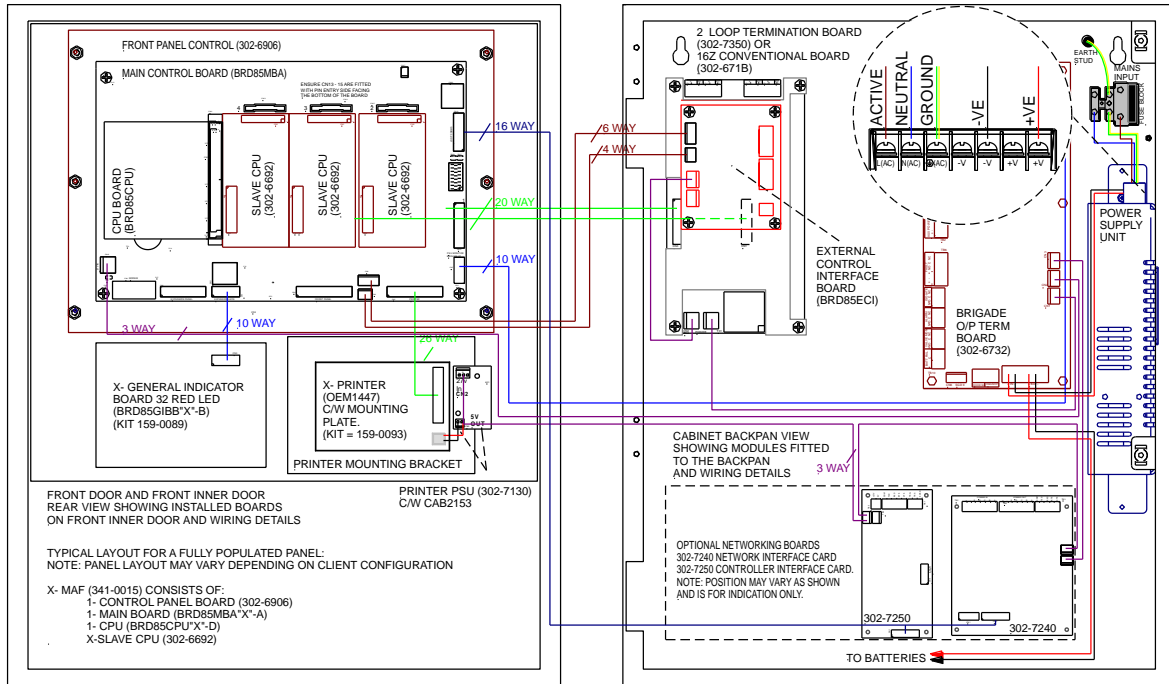 FRONT PANEL CONTROL (302-6906)
MAIN CONTROL BOARD (BRD85MBA)
ENSURE CN13 - 15 ARE FITTED
WITH PIN ENTRY SIDE FACING
THE BOTTOM OF THE BOARD
4
3
2
CPU BOARD
(BRD85CPU)
SLAVE CPU
(302-6692)
SLAVE CPU
(302-6692)
SLAVE CPU
(302-6692)
16 WAY
20 WAY
10 WAY
6 WAY
4 WAY
3 WAY
10 WAY
26 WAY
X- GENERAL INDICATOR
BOARD 32 RED LED
(BRD85GIBB"X"-B)
(KIT 159-0089)
X- PRINTER
(OEM1447)
C/W MOUNTING
PLATE.
(KIT = 159-0093)
27V
In
CN2
5V
OUT
PRINTER MOUNTING BRACKET
PRINTER PSU (302-7130)
C/W CAB2153
FRONT DOOR AND FRONT INNER DOOR
REAR VIEW SHOWING INSTALLED BOARDS
ON FRONT INNER DOOR AND WIRING DETAILS
TYPICAL LAYOUT FOR A FULLY POPULATED PANEL:
NOTE: PANEL LAYOUT MAY VARY DEPENDING ON CLIENT CONFIGURATION
X- MAF (341-0015) CONSISTS OF:
1- CONTROL PANEL BOARD (302-6906)
1- MAIN BOARD (BRD85MBA"X"-A)
1- CPU (BRD85CPU"X"-D)
X-SLAVE CPU (302-6692)
2 LOOP TERMINATION BOARD
(302-7350) OR
16Z CONVENTIONAL BOARD
(302-671B)
ACTIVE
NEUTRAL
GROUND
-VE
+VE
L(AC)
N(AC)
(AC)
-V
-V
+V
+V
EARTH
STUD
MAINS
INPUT
FUSE BLOCK
POWER
SUPPLY
UNIT
EXTERNAL
CONTROL
INTERFACE
BOARD
(BRD85ECI)
BRIGADE
O/P TERM
BOARD
(302-6732)
CABINET BACKPAN VIEW
SHOWING MODULES FITTED
TO THE BACKPAN
AND WIRING DETAILS
3 WAY
OPTIONAL NETWORKING BOARDS
302-7240 NETWORK INTERFACE CARD
302-7250 CONTROLLER INTERFACE CARD.
NOTE: POSITION MAY VARY AS SHOWN
AND IS FOR INDICATION ONLY.
302-7250
302-7240
TO BATTERIES